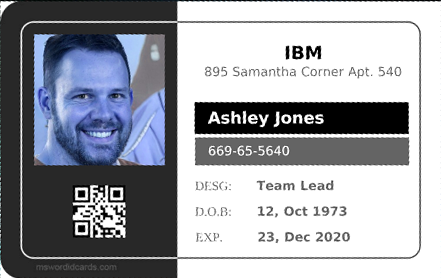 IBM
895 Samantha Corner Apt. 540
Ashley Jones
669-65-5640
DESG: Team Lead
D.O.B: 12, Oct 1973
EXP. 23, Dec 2020
mswordidcards.com